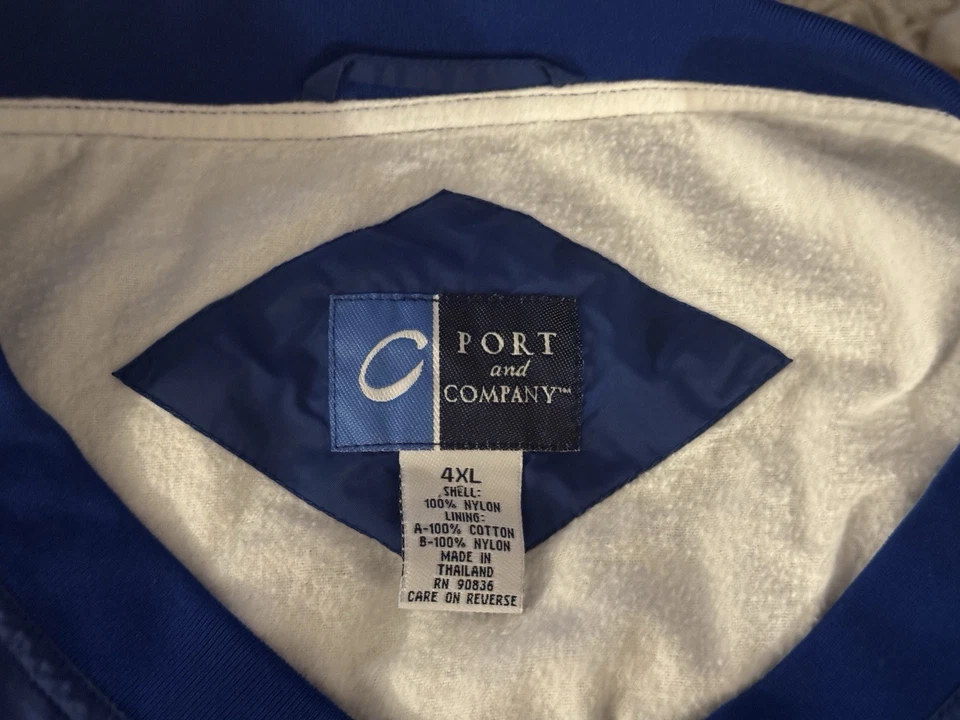 C
PORT
and
COMPANY™
4XL
SHELL:
100% NYLON
LINING:
A-100% COTTON
B-100% NYLON
MADE IN
THAILAND
RN 90836
CARE ON REVERSE